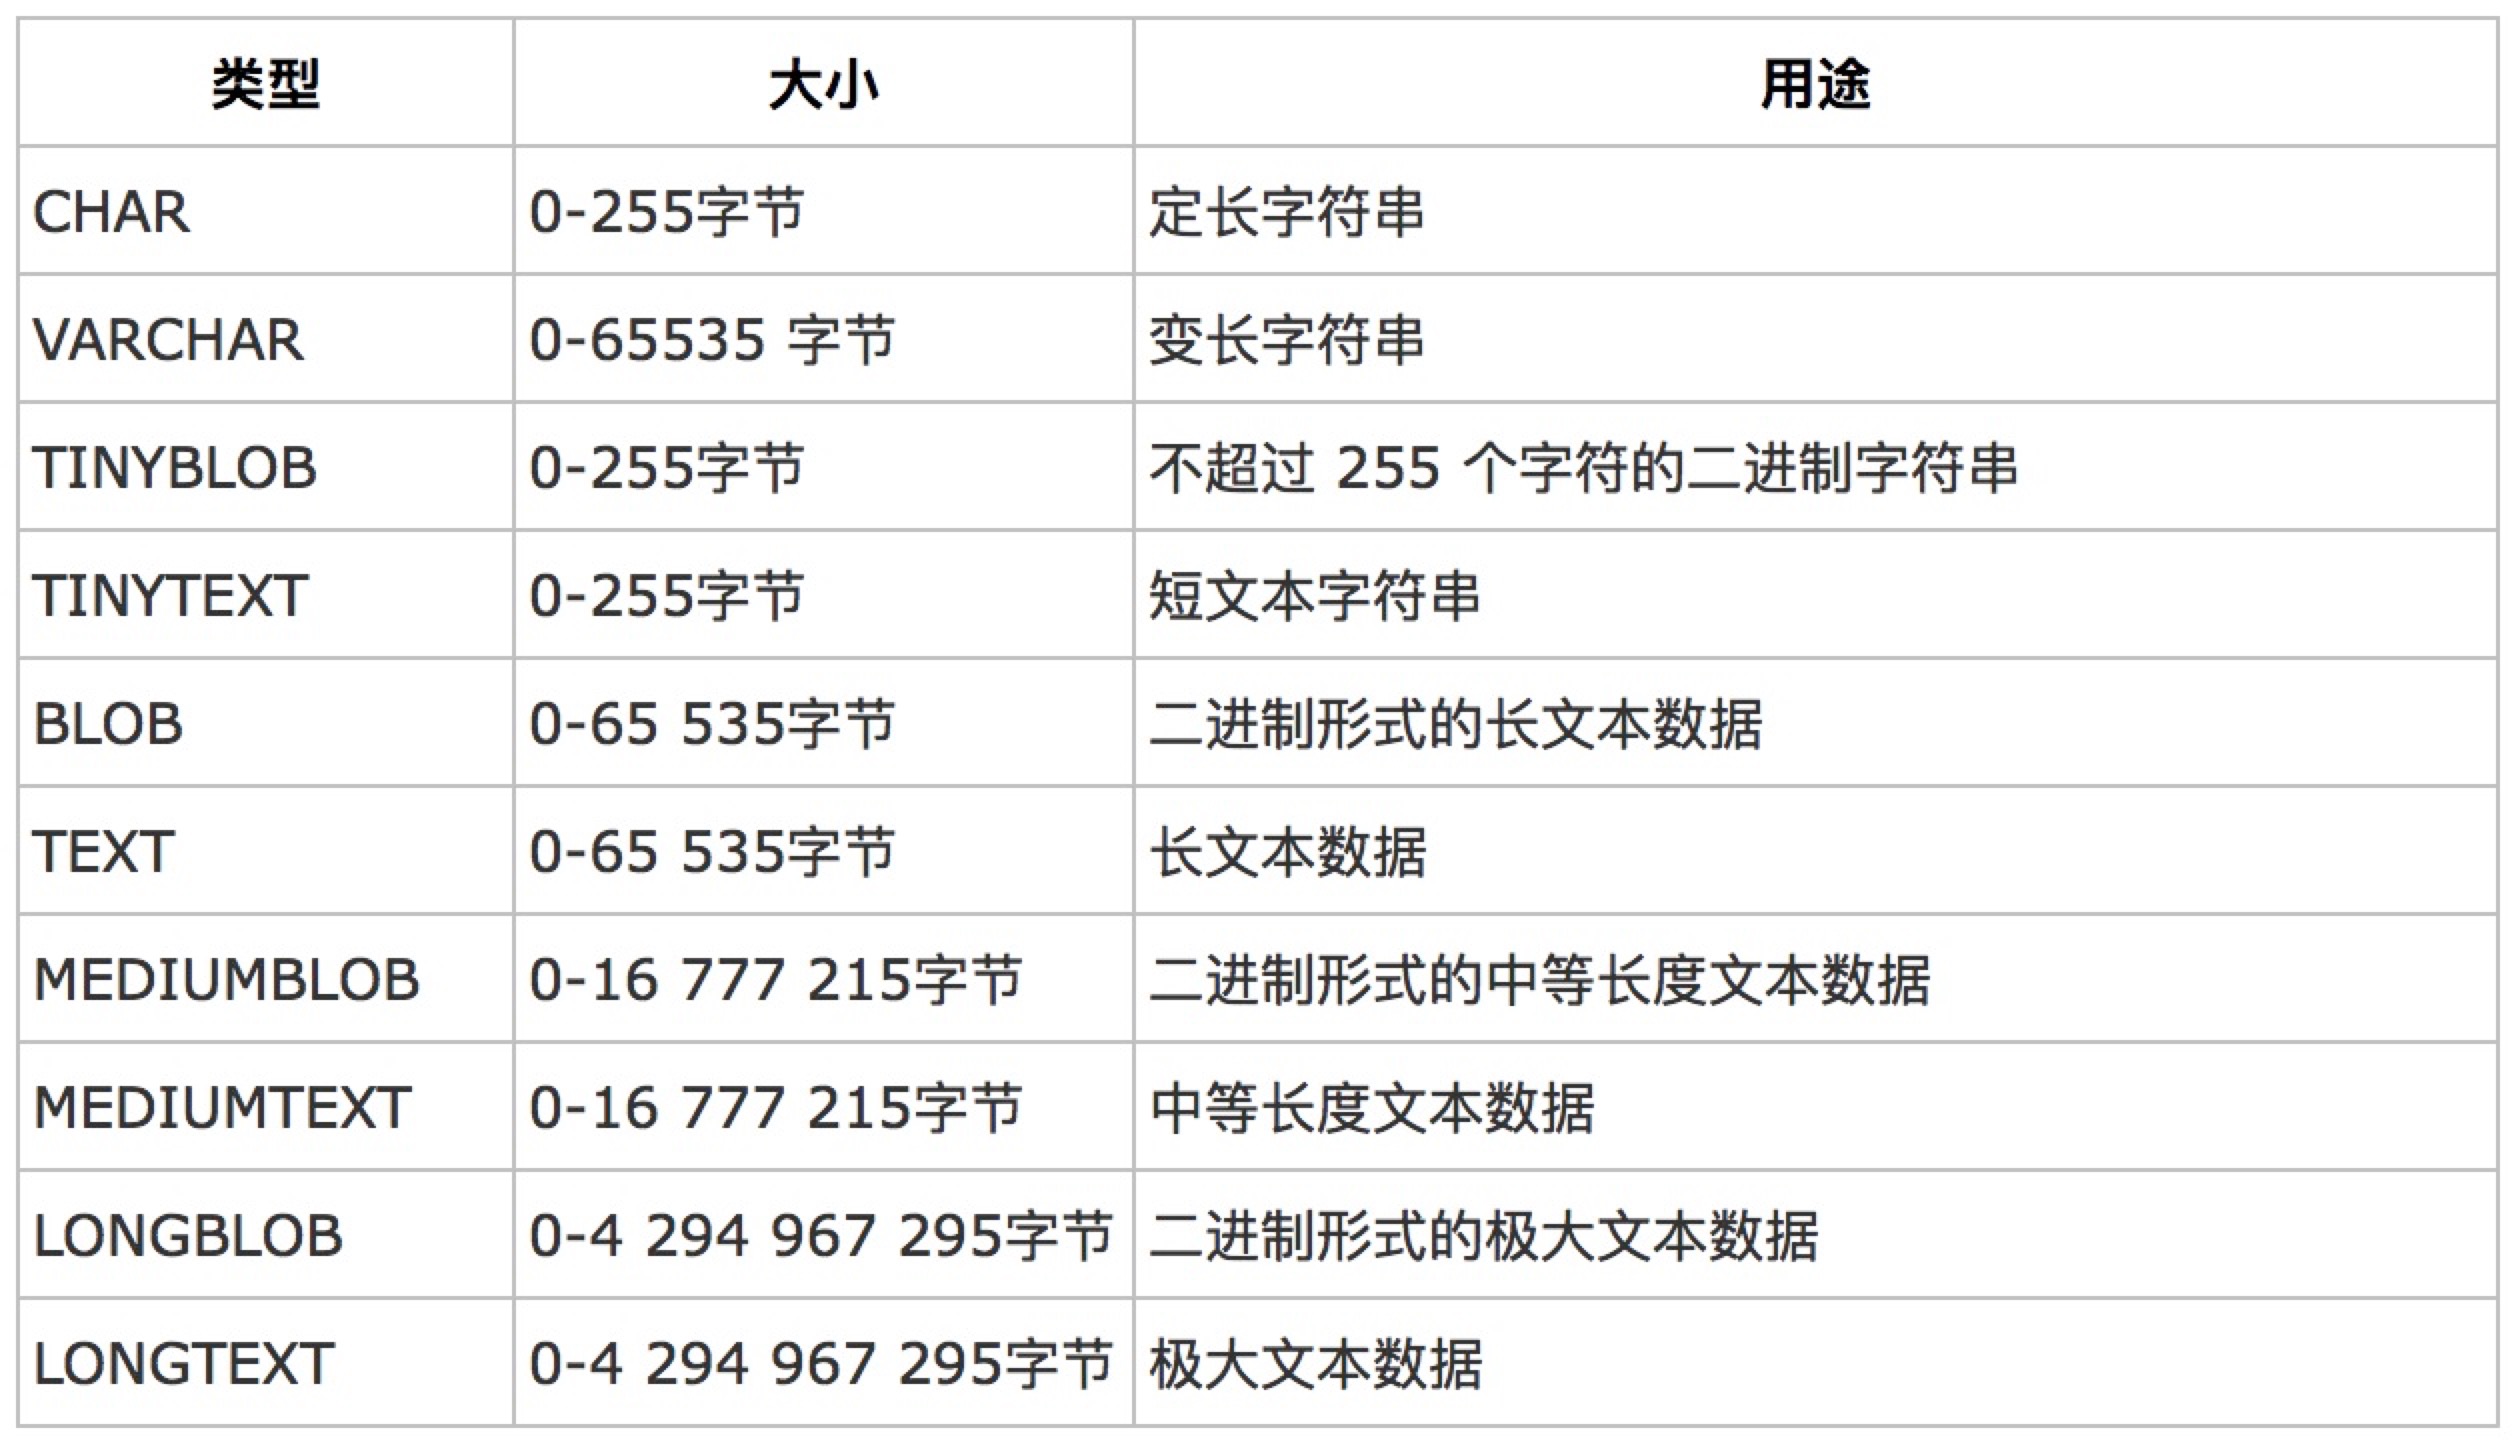 类型 大小 用途
CHAR 0-255字节 定长字符串
VARCHAR 0-65535 字节 变长字符串
TINYBLOB 0-255字节 不超过 255 个字符的二进制字符串
TINYTEXT 0-255字节 短文本字符串
BLOB 0-65 535字节 二进制形式的长文本数据
TEXT 0-65 535字节 长文本数据
MEDIUMBLOB 0-16 777 215字节 二进制形式的中等长度文本数据
MEDIUMTEXT 0-16 777 215字节 中等长度文本数据
LONGBLOB 0-4 294 967 295字节 二进制形式的极大文本数据
LONGTEXT 0-4 294 967 295字节 极大文本数据